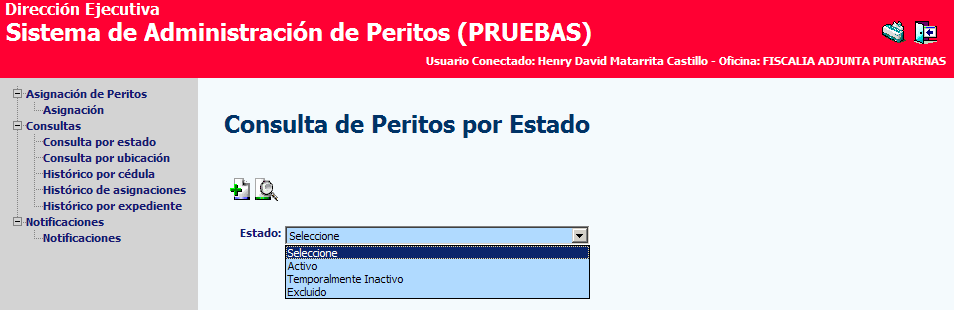 Dirección Ejecutiva
Sistema de Administración de Peritos (PRUEBAS)
Usuario Conectado: Henry David Matarrita Castillo - Oficina: FISCALIA ADJUNTA PUNTARENAS
Asignación de Peritos
Asignación
Consultas
Consulta por estado
Consulta por ubicación
Histórico por cédula
Histórico de asignaciones
Histórico por expediente
Notificaciones
Notificaciones
Consulta de Peritos por Estado
Estado: Seleccione
Seleccione
Activo
Temporalmente Inactivo
Excluido